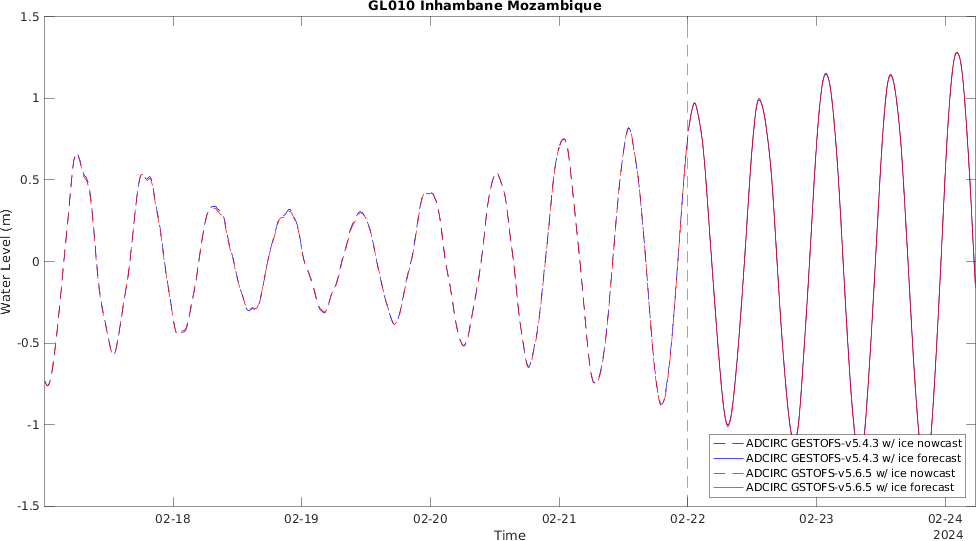 GL010 Inhambane Mozambique
1.5
1
0.5
0
-0.5
-1
-1.5
Water Level (m)
ADCIRC GESTOFS-v5.4.3 w/ ice nowcast
ADCIRC GESTOFS-v5.4.3 w/ ice forecast
ADCIRC GSTOFS-v5.6.5 w/ ice nowcast
ADCIRC GSTOFS-v5.6.5 w/ ice forecast
02-18 02-19 02-20 02-21 02-22 02-23 02-24
2024
Time